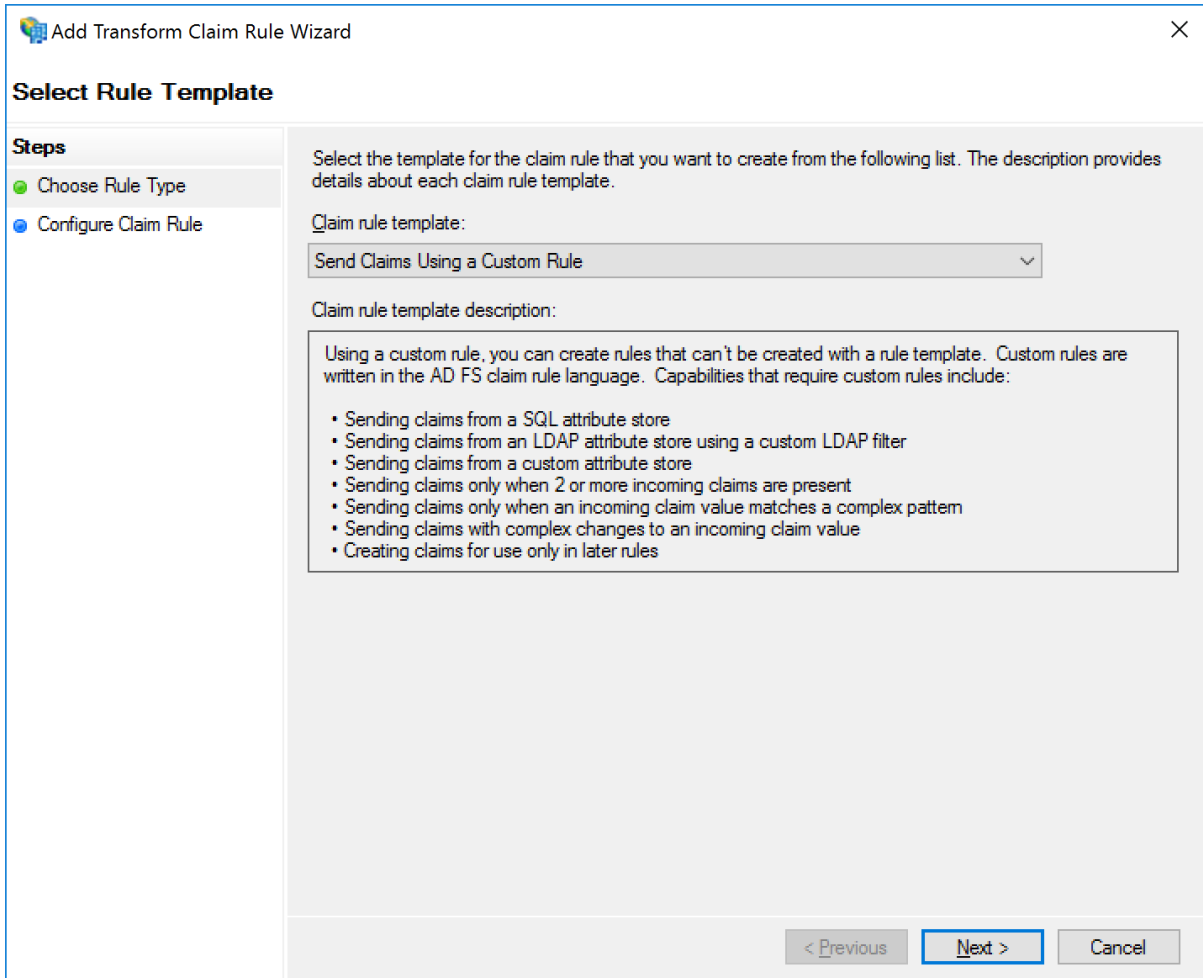 Add Transform Claim Rule Wizard
Select Rule Template
Steps
Choose Rule Type
Configure Claim Rule
Select the template for the claim rule that you want to create from the following list. The description provides
details about each claim rule template.
Claim rule template:
Send Claims Using a Custom Rule
Claim rule template description:
Using a custom rule, you can create rules that can't be created with a rule template. Custom rules are
written in the AD FS claim rule language. Capabilities that require custom rules include:
• Sending claims from a SQL attribute store
• Sending claims from an LDAP attribute store using a custom LDAP filter
• Sending claims from a custom attribute store
• Sending claims only when 2 or more incoming claims are present
• Sending claims only when an incoming claim value matches a complex pattern
• Sending claims with complex changes to an incoming claim value
• Creating claims for use only in later rules
< Previous
Next >
Cancel